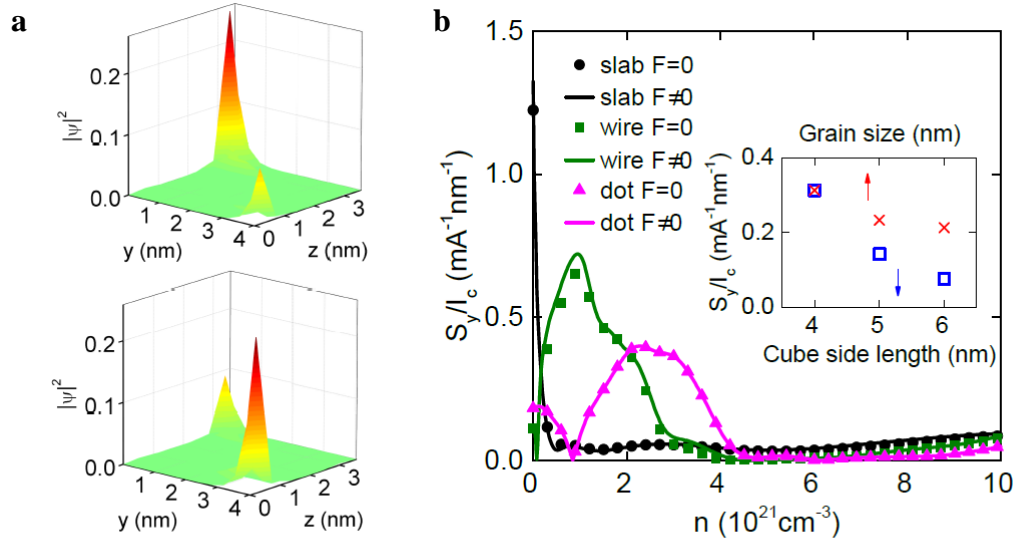 a
0.2
0.1
0.0
|ψ|²
1
2
3
4
y (nm)
0
1
2
3
z (nm)
0.2
0.1
0.0
|ψ|²
1
2
3
4
y (nm)
0
1
2
3
z (nm)
b
1.5
1.0
0.5
0.0
S_y/I_c (mA⁻¹nm⁻¹)
slab F=0
slab F≠0
wire F=0
wire F≠0
dot F=0
dot F≠0
Grain size (nm)
0.4
0.2
0.0
S_y/I_c (mA⁻¹nm⁻¹)
4 5 6
Cube side length (nm)
0 2 4 6 8 10
n (10²¹cm⁻³)